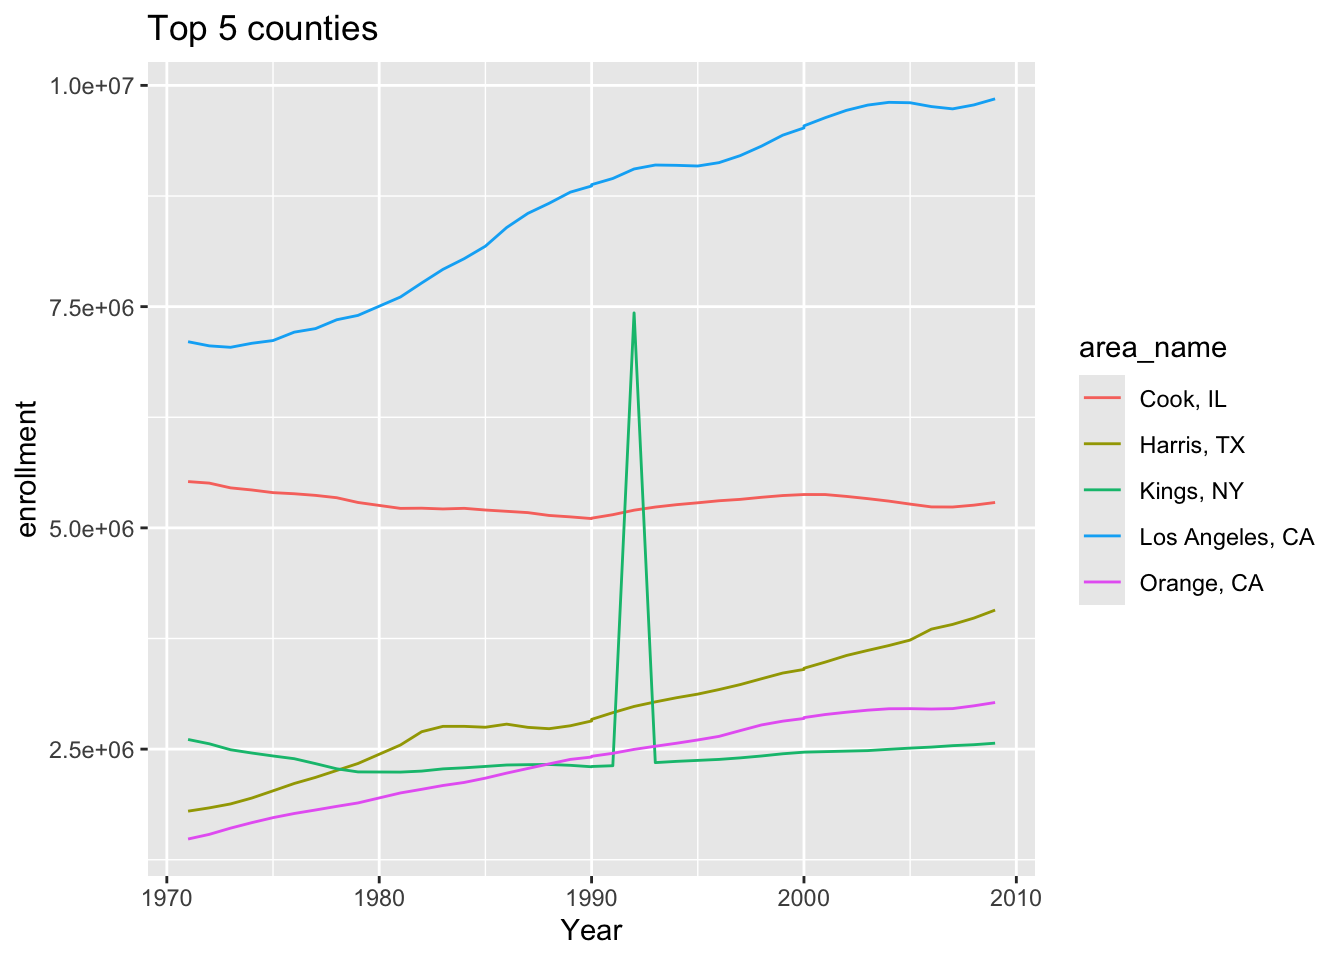 Top 5 counties
1.0e+07
7.5e+06
5.0e+06
2.5e+06
enrollment
1970 1980 1990 2000 2010
Year
area_name
Cook, IL
Harris, TX
Kings, NY
Los Angeles, CA
Orange, CA